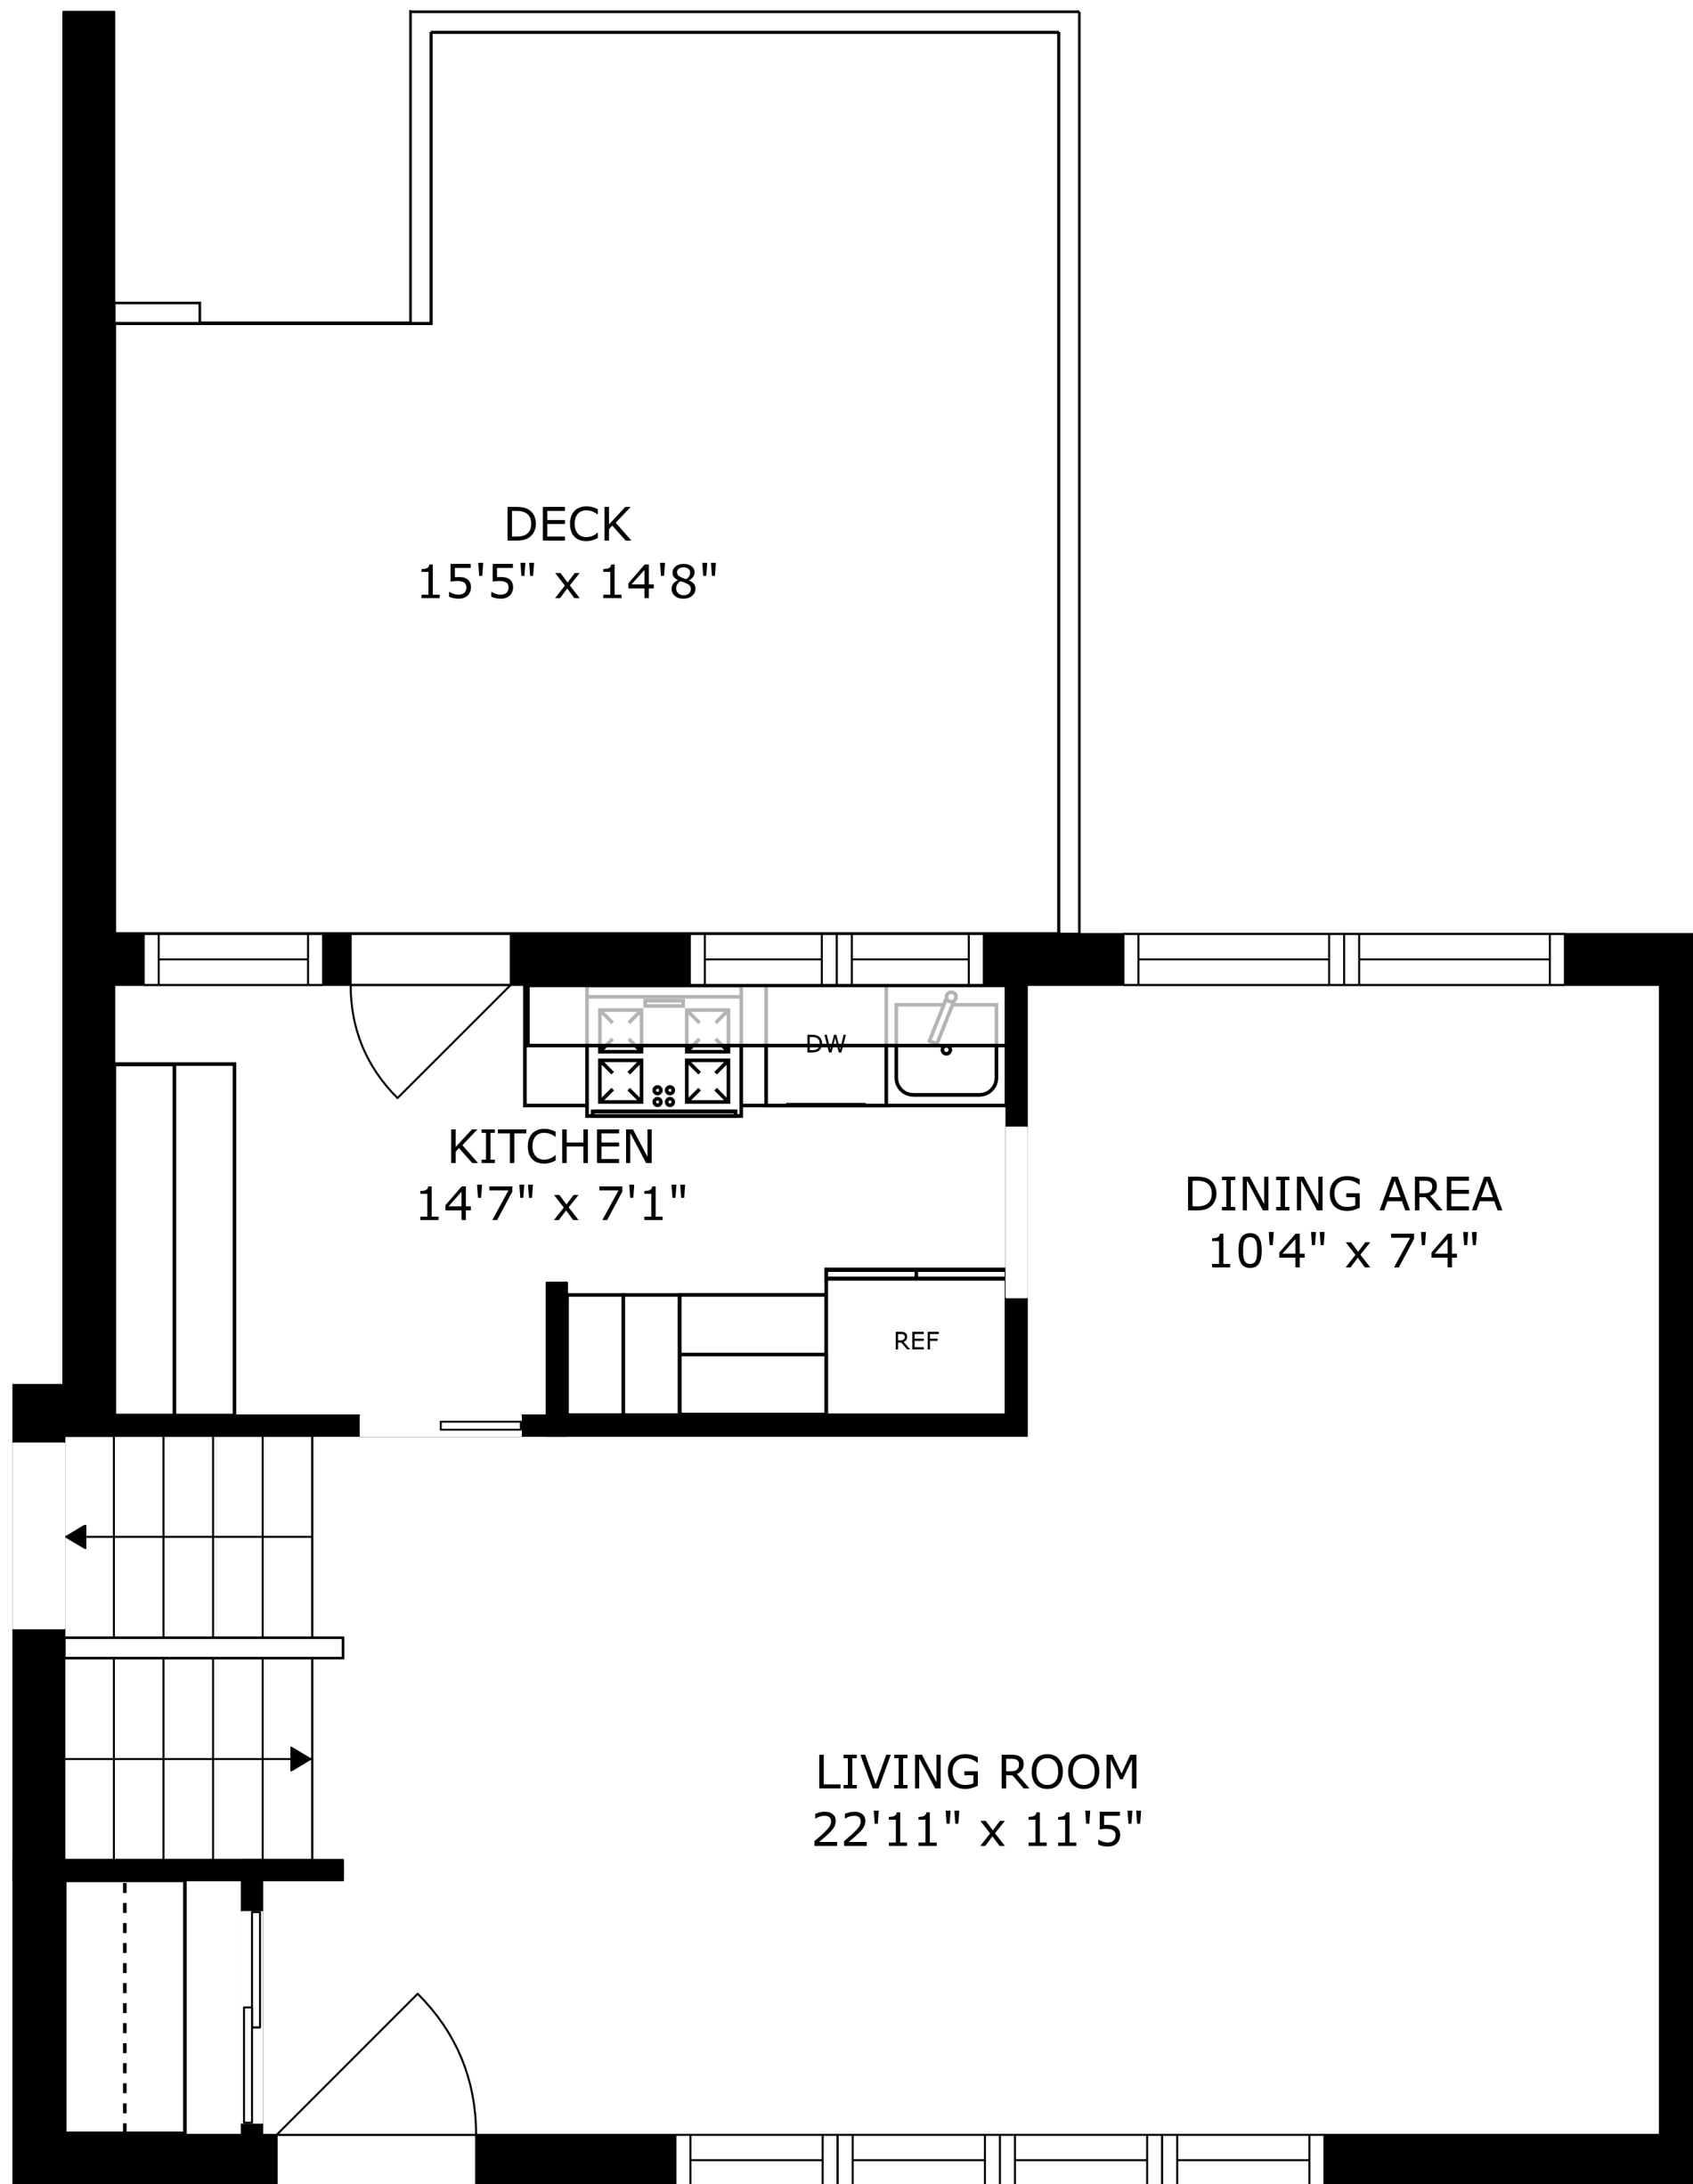 DECK
15'5" x 14'8"
DW
KITCHEN
14'7" x 7'1"
DINING AREA
10'4" x 7'4"
REF
LIVING ROOM
22'11" x 11'5"